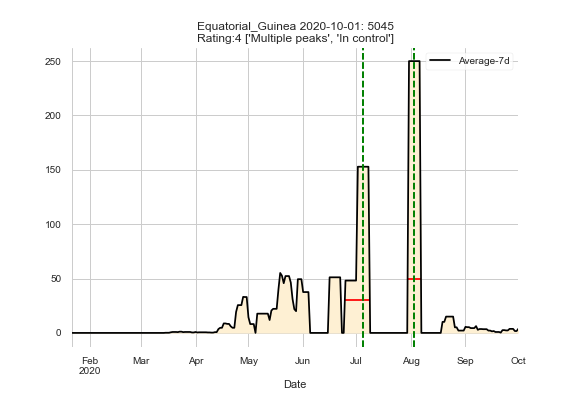 Equatorial_Guinea 2020-10-01: 5045
Rating:4 ['Multiple peaks', 'In control']
Average-7d
250
200
150
100
50
0
Feb Mar Apr May Jun Jul Aug Sep Oct
2020
Date